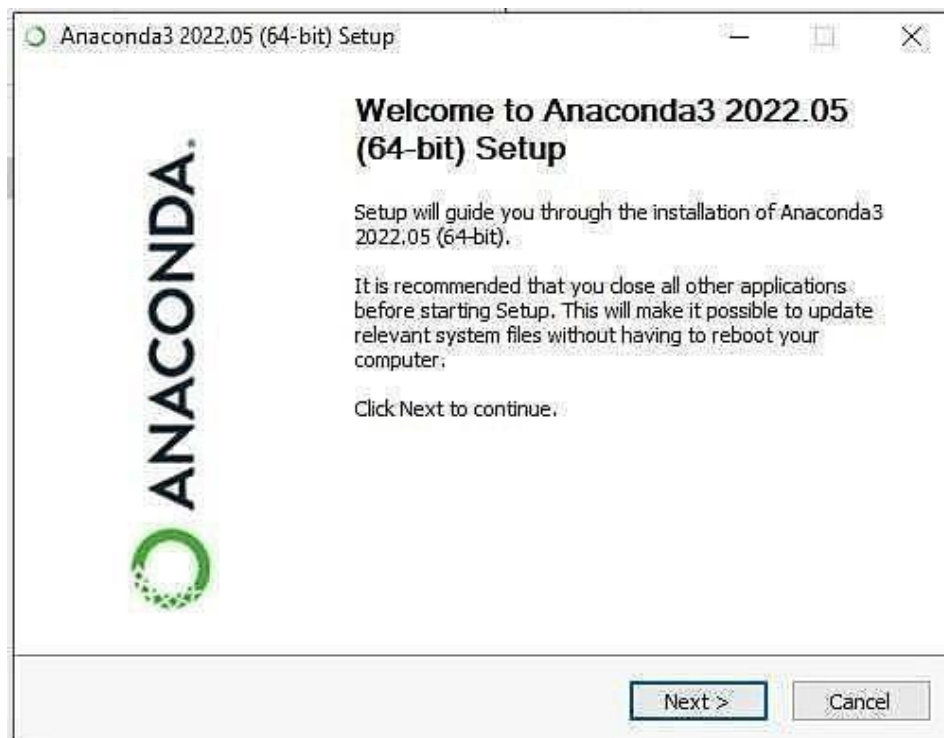 Anaconda3 2022.05 (64-bit) Setup
ANACONDA.
Welcome to Anaconda3 2022.05
(64-bit) Setup
Setup will guide you through the installation of Anaconda3
2022.05 (64-bit).
It is recommended that you close all other applications
before starting Setup. This will make it possible to update
relevant system files without having to reboot your
computer.
Click Next to continue.
Next >
Cancel